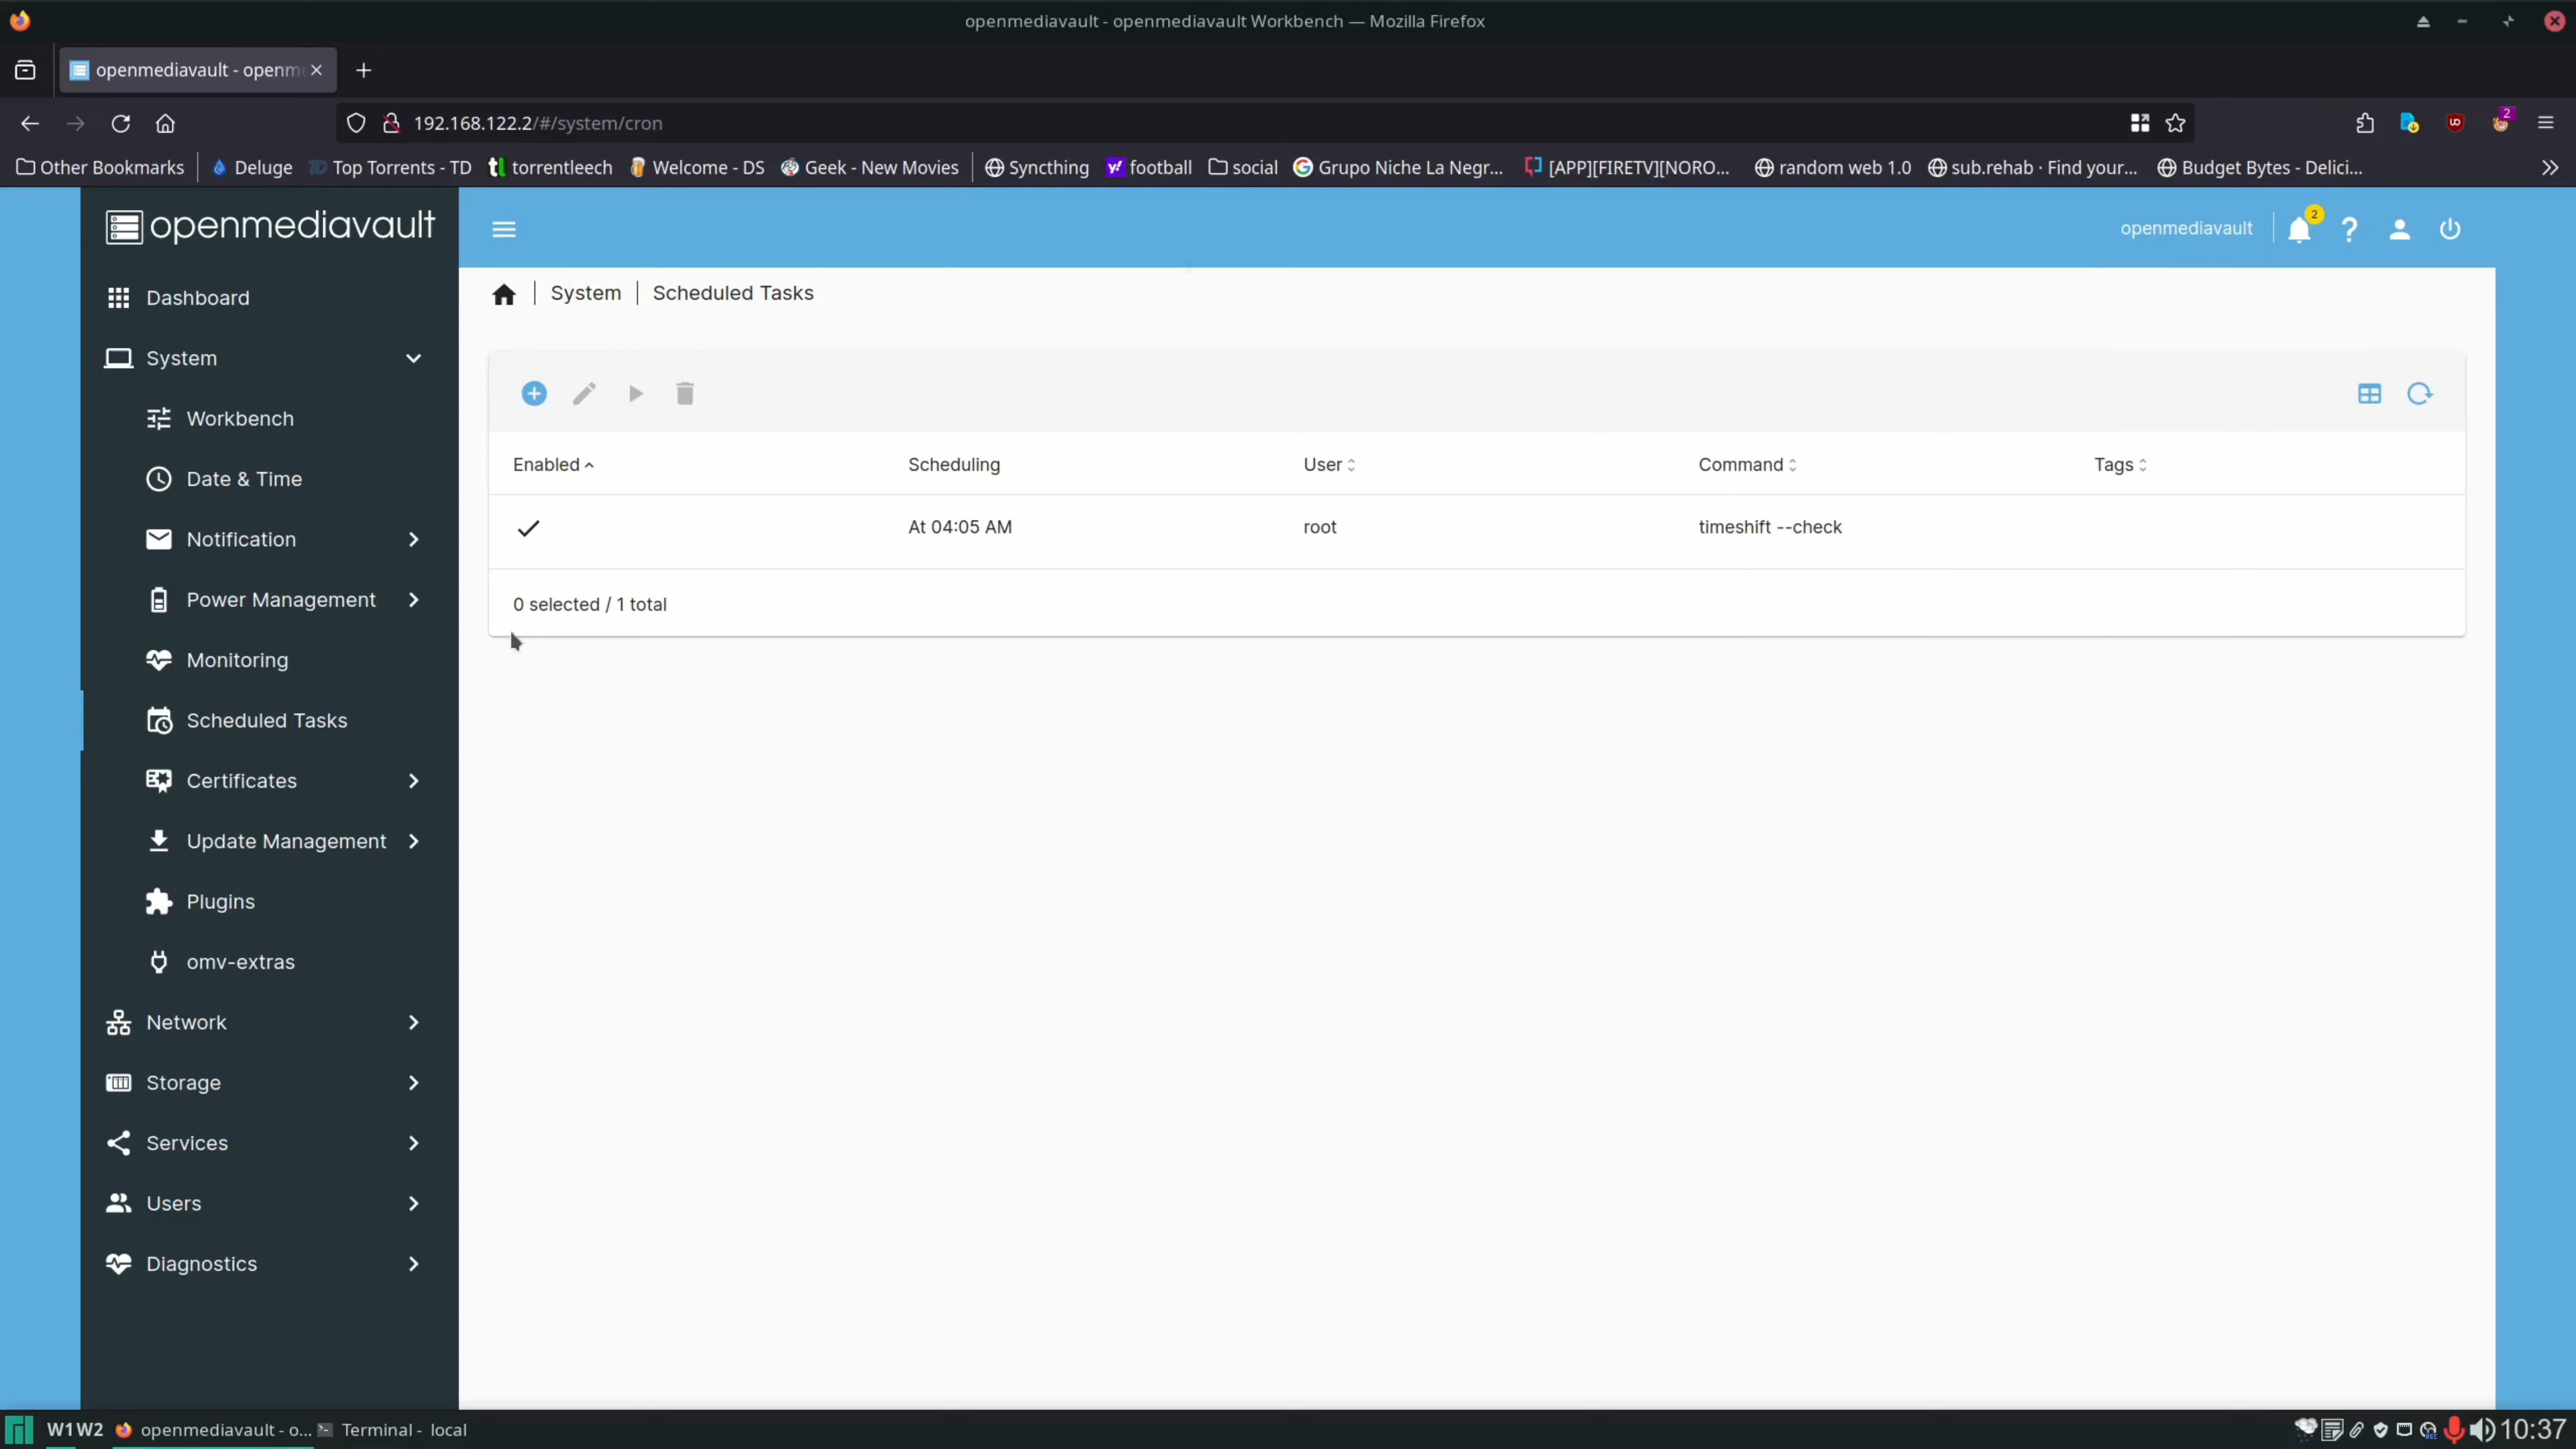 openmediavault - openmediavault Workbench — Mozilla Firefox
openmediavault - openm
192.168.122.2/#/system/cron
2
Other Bookmarks Deluge TD Top Torrents - TD tl torrentleech Welcome - DS Geek - New Movies Syncthing y! football social G Grupo Niche La Negr... [APP][FIRETV][NORO... random web 1.0 sub.rehab · Find your... Budget Bytes - Delici...
openmediavault
openmediavault 2
System Scheduled Tasks
Dashboard
System
Workbench
Date & Time
Notification
Power Management
Monitoring
Scheduled Tasks
Certificates
Update Management
Plugins
omv-extras
Network
Storage
Services
Users
Diagnostics
Enabled Scheduling User Command Tags
At 04:05 AM root timeshift --check
0 selected / 1 total
W1 W2 openmediavault - o... Terminal - local 10:37